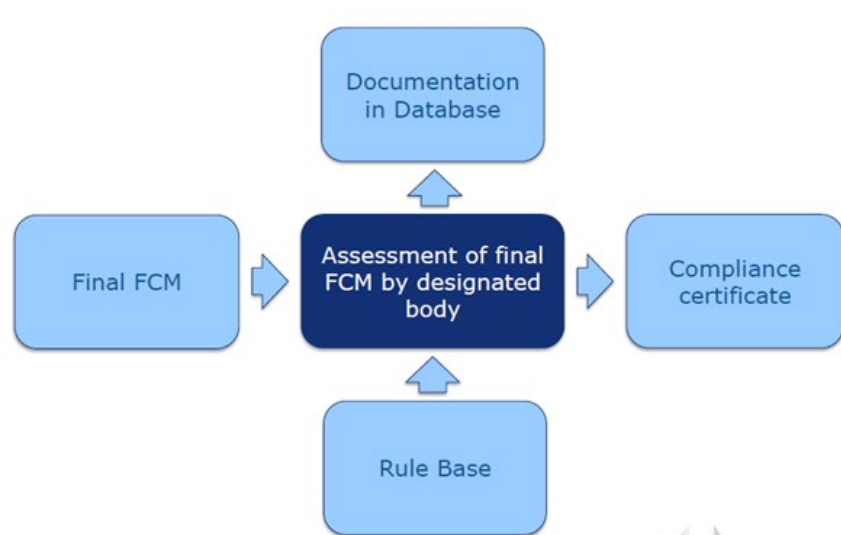 Documentation
in Database
Final FCM
Assessment of final
FCM by designated
body
Compliance
certificate
Rule Base